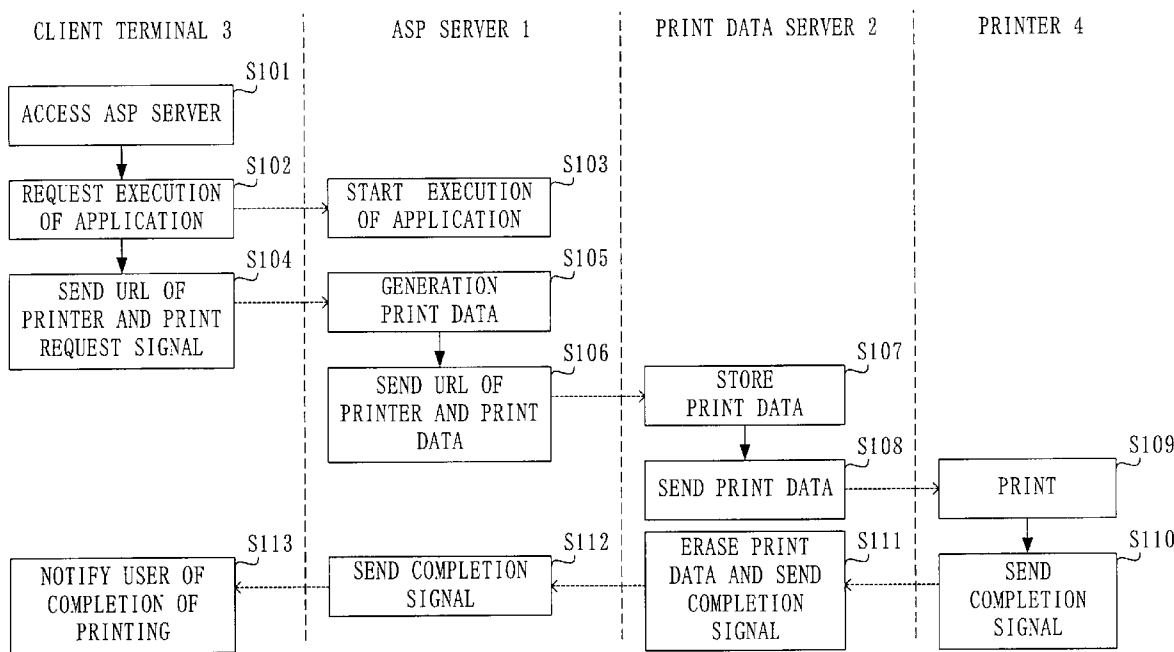 CLIENT TERMINAL 3
ASP SERVER 1
PRINT DATA SERVER 2
PRINTER 4
S101
ACCESS ASP SERVER
S102
REQUEST EXECUTION
OF APPLICATION
S103
START EXECUTION
OF APPLICATION
S104
SEND URL OF
PRINTER AND PRINT
REQUEST SIGNAL
S105
GENERATION
PRINT DATA
S106
SEND URL OF
PRINTER AND PRINT
DATA
S107
STORE
PRINT DATA
S108
SEND PRINT DATA
S109
PRINT
S110
SEND
COMPLETION
SIGNAL
S111
ERASE PRINT
DATA AND SEND
COMPLETION
SIGNAL
S112
SEND COMPLETION
SIGNAL
S113
NOTIFY USER OF
COMPLETION OF
PRINTING